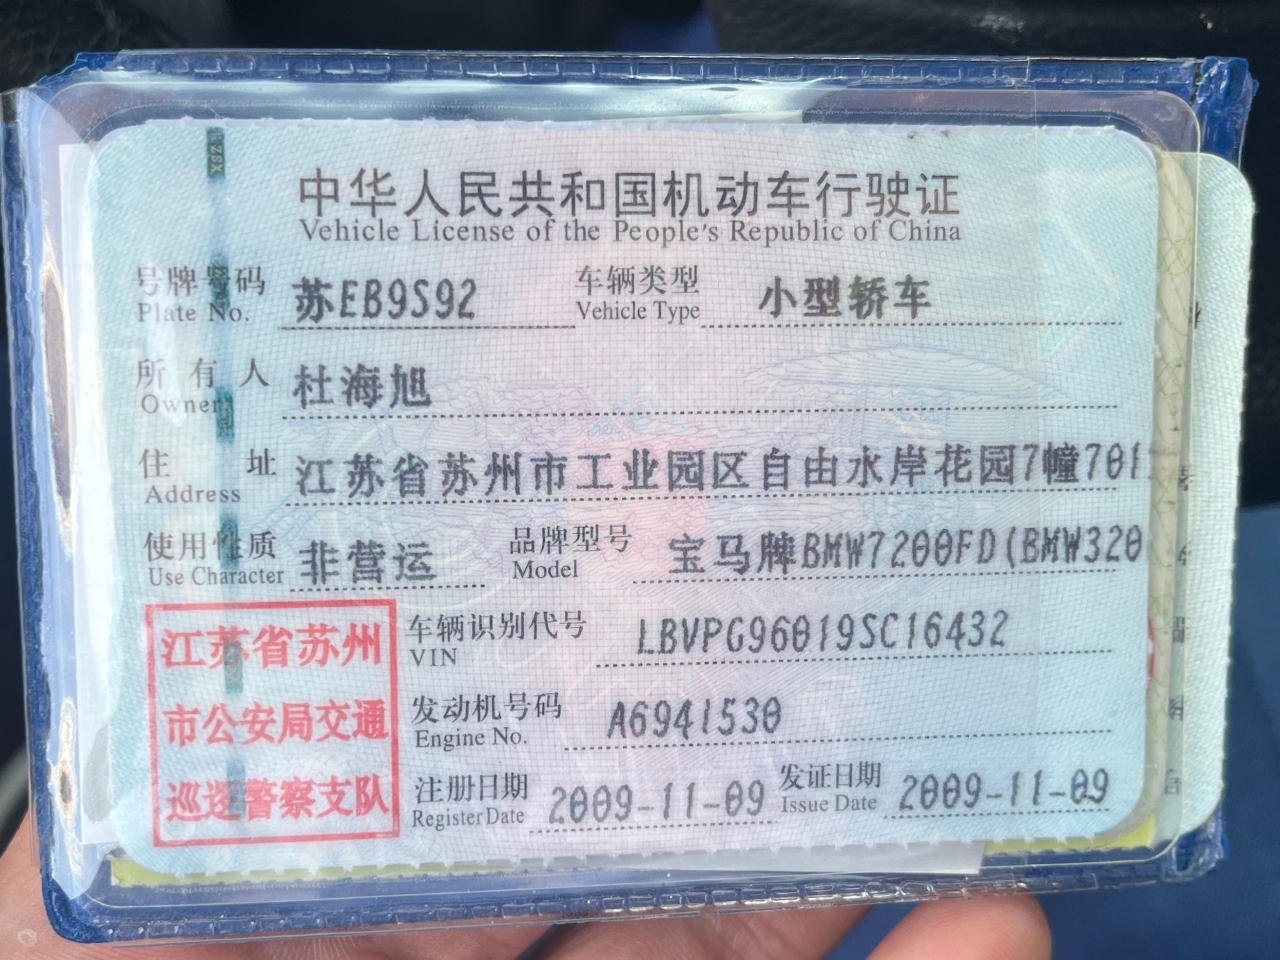 中华人民共和国机动车行驶证
Vehicle License of the People's Republic of China
号牌号码 苏EB9S92 车辆类型 小型轿车
Plate No. Vehicle Type
所有人 杜海旭
Owner
住址 江苏省苏州市工业园区自由水岸花园7幢701
Address
使用性质 非营运 品牌型号 宝马牌BMW7200FD(BMW320
Use Character Model
车辆识别代号 LBVPG96019SC16432
VIN
发动机号码 A6941530
Engine No.
注册日期 2009-11-09 发证日期 2009-11-09
Register Date Issue Date
江苏省苏州
市公安局交通
巡逻警察支队
XSZ